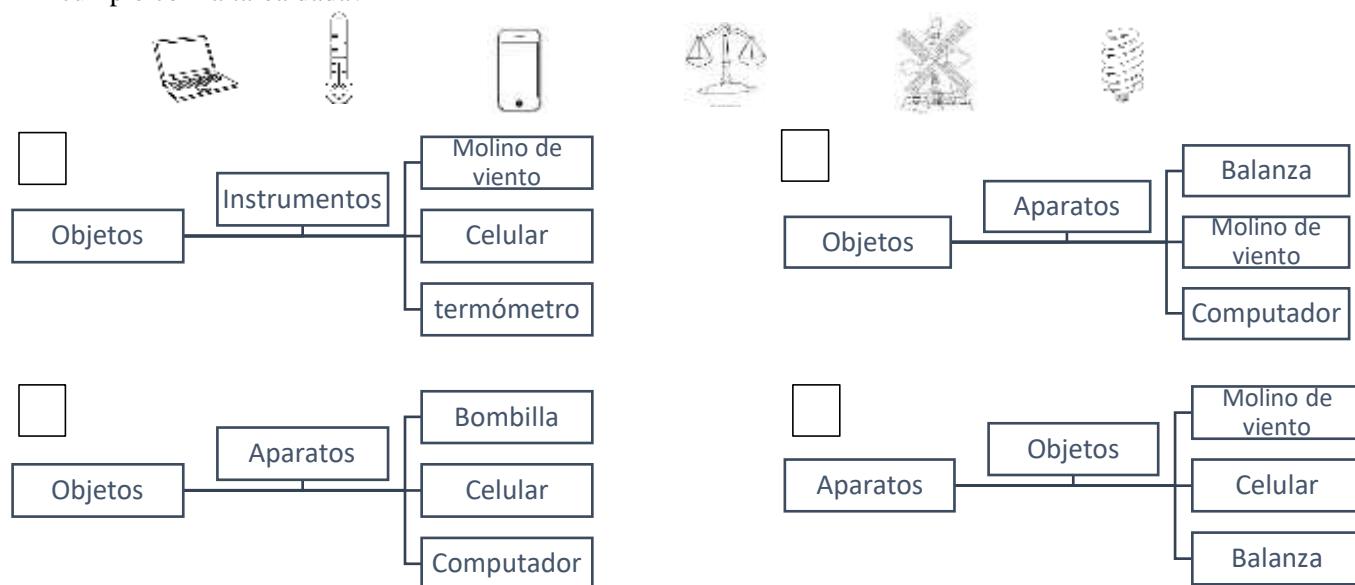 Molino de
viento
Instrumentos
Objetos
Celular
termómetro
Balanza
Aparatos
Objetos
Molino de
viento
Computador
Bombilla
Aparatos
Objetos
Celular
Computador
Molino de
viento
Objetos
Aparatos
Celular
Balanza